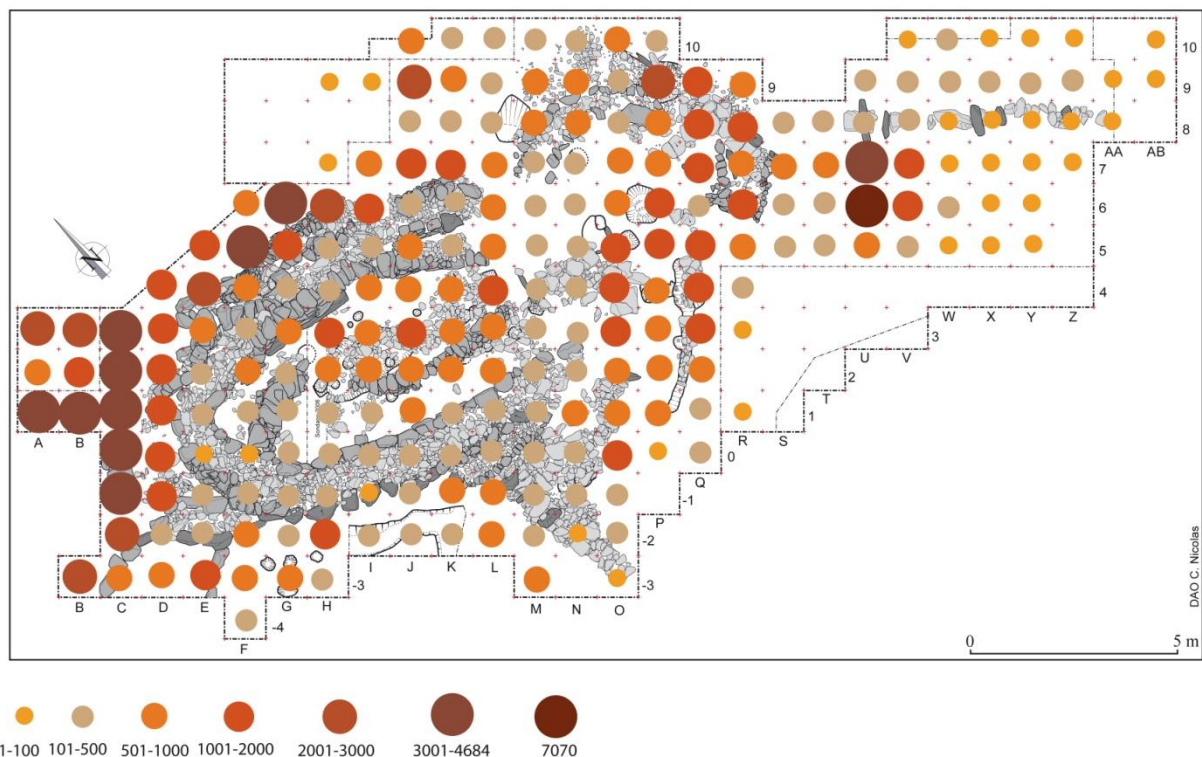 10
9
10
9
8
AA
AB
7
6
5
4
W
X
Y
Z
3
U
V
2
T
1
A
B
R
S
0
Q
-1
P
-2
I
J
K
L
-3
-3
B
C
D
E
G
H
M
N
O
-4
F
N
DAO C. Nicolas
0
5 m
1-100
101-500
501-1000
1001-2000
2001-3000
3001-4684
7070